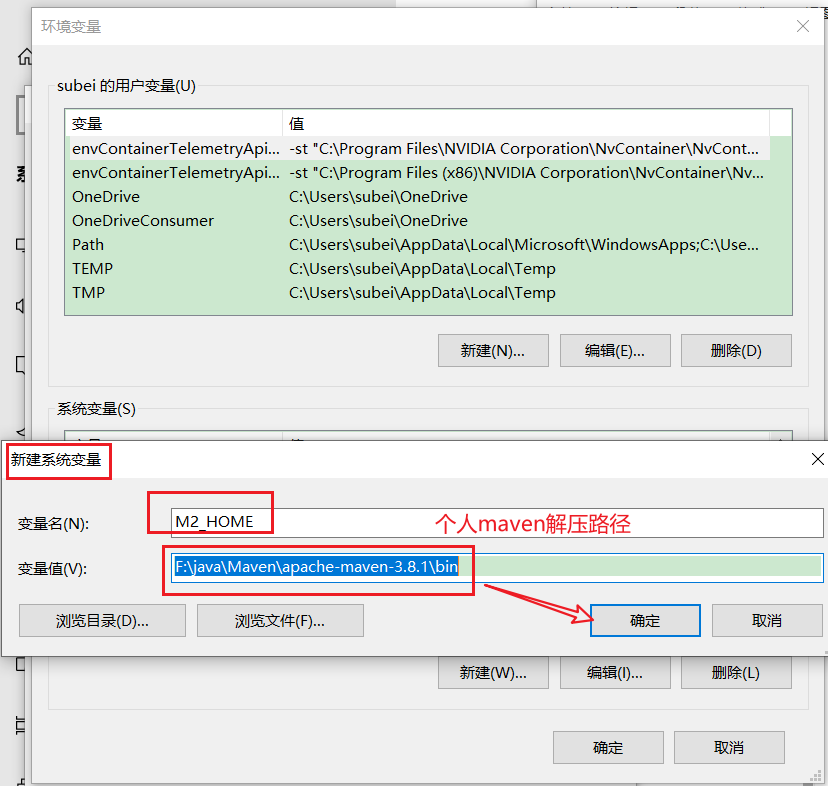 环境变量
subei 的用户变量(U)
变量 值
envContainerTelemetryApi... -st "C:\Program Files\NVIDIA Corporation\NvContainer\NvCont...
envContainerTelemetryApi... -st "C:\Program Files (x86)\NVIDIA Corporation\NvContainer\Nv...
OneDrive C:\Users\subei\OneDrive
OneDriveConsumer C:\Users\subei\OneDrive
Path C:\Users\subei\AppData\Local\Microsoft\WindowsApps;C:\Use...
TEMP C:\Users\subei\AppData\Local\Temp
TMP C:\Users\subei\AppData\Local\Temp
新建(N)... 编辑(E)... 删除(D)
系统变量(S)
新建系统变量
变量名(N): M2_HOME 个人maven解压路径
变量值(V): F:\java\Maven\apache-maven-3.8.1\bin
浏览目录(D)... 浏览文件(F)... 确定 取消
新建(W)... 编辑(I)... 删除(L)
确定 取消